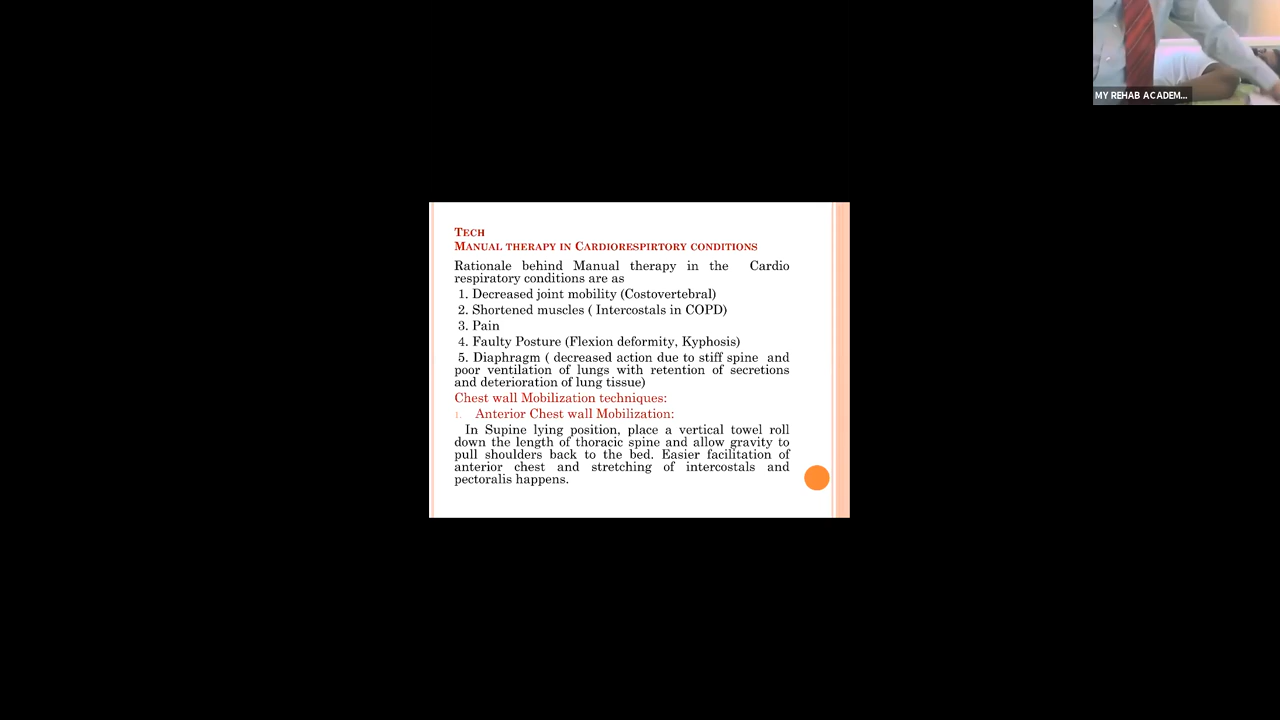 MY REHAB ACADEM...
TECH
MANUAL THERAPY IN CARDIORESPIRTORY CONDITIONS
Rationale behind Manual therapy in the Cardio
respiratory conditions are as
1. Decreased joint mobility (Costovertebral)
2. Shortened muscles ( Intercostals in COPD)
3. Pain
4. Faulty Posture (Flexion deformity, Kyphosis)
5. Diaphragm ( decreased action due to stiff spine and
poor ventilation of lungs with retention of secretions
and deterioration of lung tissue)
Chest wall Mobilization techniques:
1. Anterior Chest wall Mobilization:
In Supine lying position, place a vertical towel roll
down the length of thoracic spine and allow gravity to
pull shoulders back to the bed. Easier facilitation of
anterior chest and stretching of intercostals and
pectoralis happens.